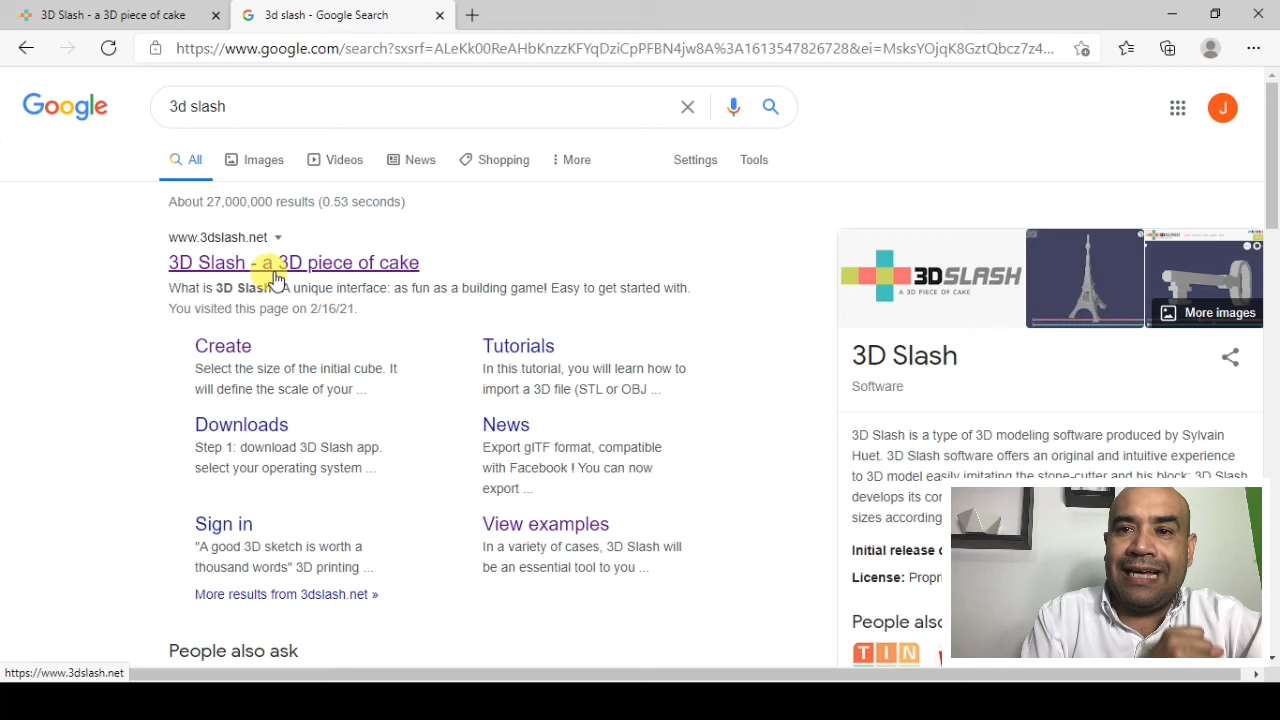 3D Slash - a 3D piece of cake
3d slash - Google Search
https://www.google.com/search?sxsrf=ALeKk00ReAHbKnzzKFYqDziCpPFBN4jw8A%3A1613547826728&ei=MsksYOjqK8GztQbcz7z4...
Google
3d slash
J
All
Images
Videos
News
Shopping
More
Settings
Tools
About 27,000,000 results (0.53 seconds)
www.3dslash.net
3D Slash - a 3D piece of cake
What is 3D Slash
ique interface: as fun as a building game! Easy to get started with.
You visited this page on 2/16/21.
Create
Select the size of the initial cube. It
will define the scale of your ...
Tutorials
In this tutorial, you will learn how to
import a 3D file (STL or OBJ ...
Downloads
Step 1: download 3D Slash app.
select your operating system ...
News
Export glTF format, compatible
with Facebook ! You can now
export ...
Sign in
"A good 3D sketch is worth a
thousand words" 3D printing ...
View examples
In a variety of cases, 3D Slash will
be an essential tool to you ...
More results from 3dslash.net »
People also ask
3DSLASH
A 3D PIECE OF CAKE
More images
3D Slash
Software
3D Slash is a type of 3D modeling software produced by Sylvain
Huet. 3D Slash software offers an original and intuitive experience
to 3D model easily imitating the stone-cutter and his block: 3D Slash
develops its cor
sizes according
Initial release d
License: Propri
People also
TIN
https://www.3dslash.net